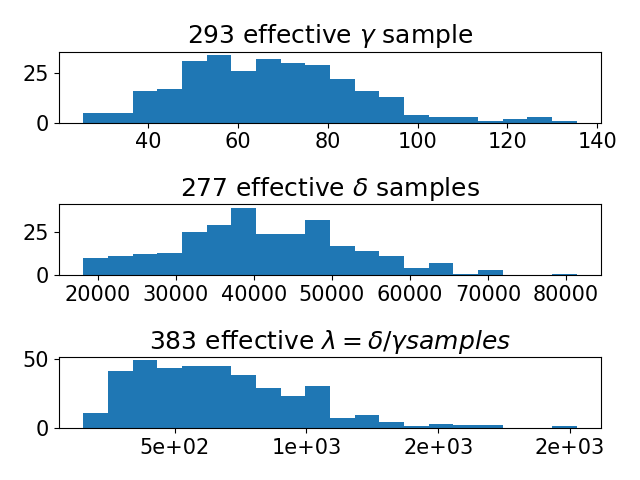 293 effective γ sample
25
0
40 60 80 100 120 140
277 effective δ samples
25
0
20000 30000 40000 50000 60000 70000 80000
383 effective λ = δ/γsamples
50
0
5e+02 1e+03 2e+03 2e+03